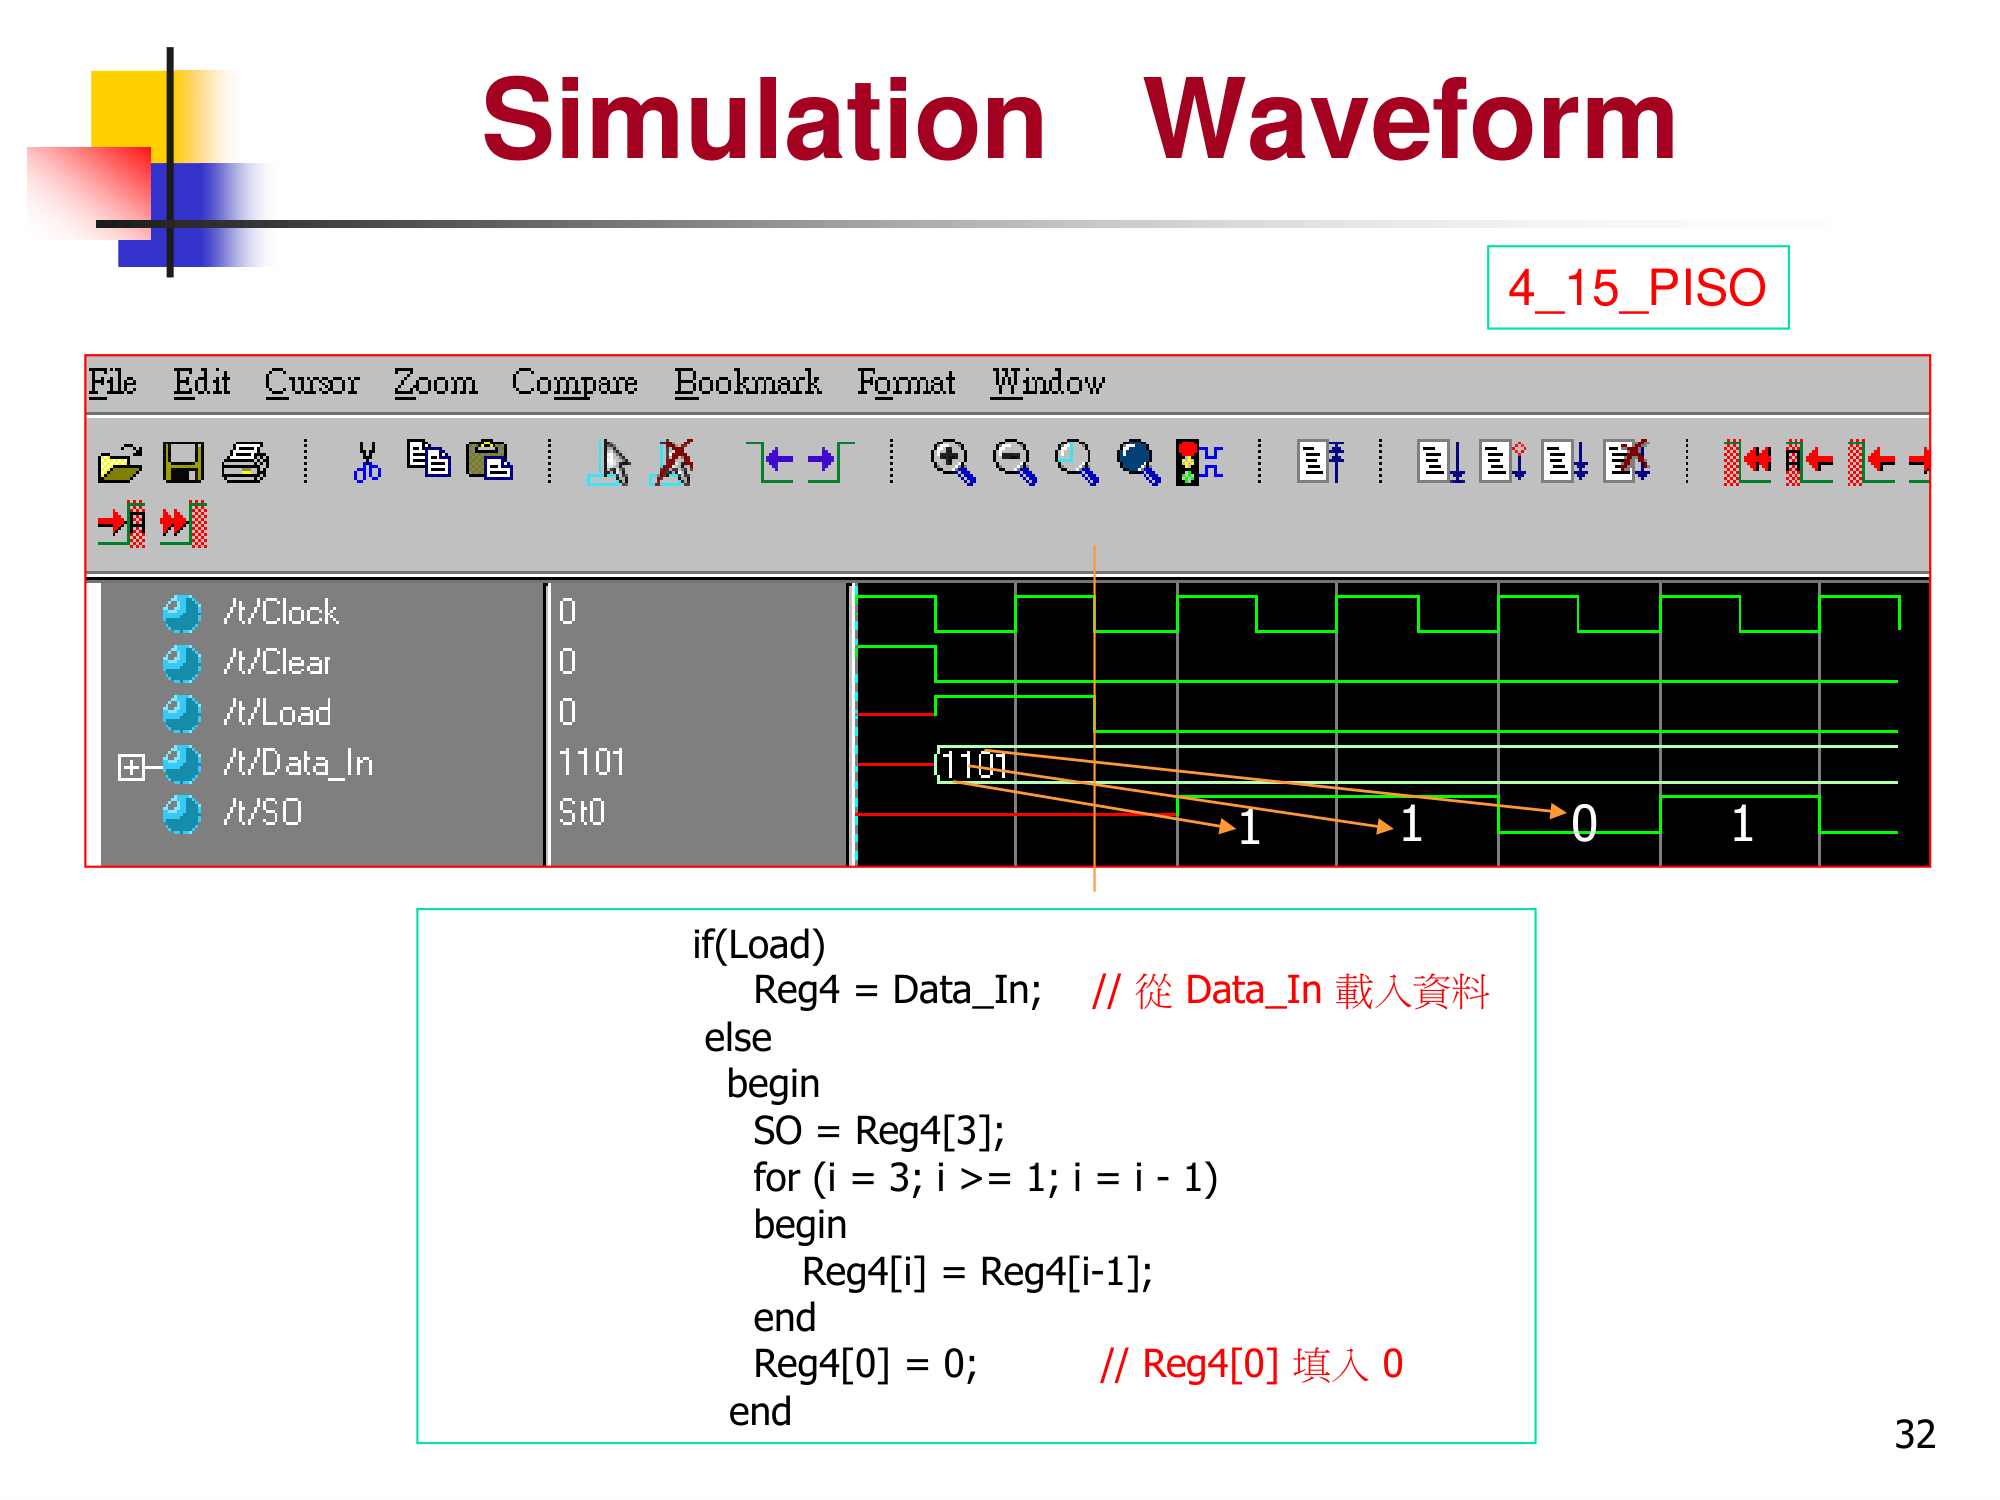 Simulation Waveform
4_15_PISO
File Edit Cursor Zoom Compare Bookmark Format Window
/t/Clock 0
/t/Clear 0
/t/Load 0
/t/Data_In 1101 1101
/t/SO St0 1 1 0 1
if(Load)
Reg4 = Data_In; // 從 Data_In 載入資料
else
begin
SO = Reg4[3];
for (i = 3; i >= 1; i = i - 1)
begin
Reg4[i] = Reg4[i-1];
end
Reg4[0] = 0; // Reg4[0] 填入 0
end
32